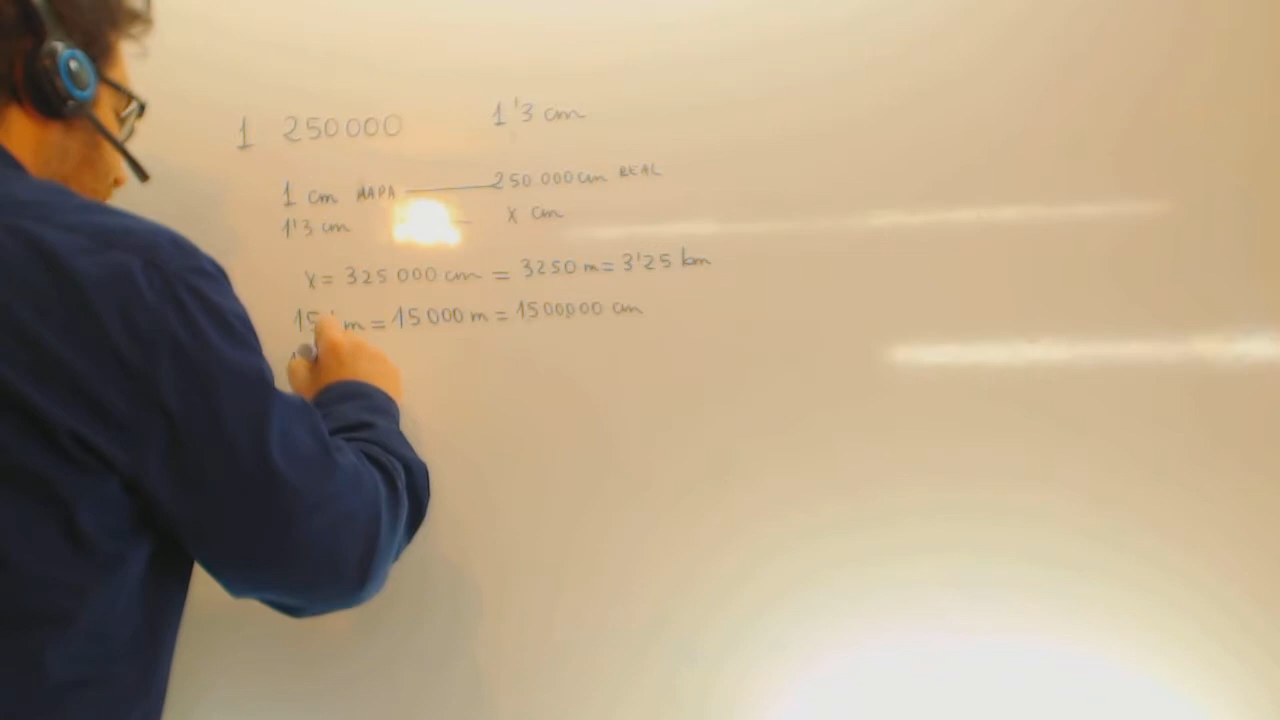 1 250000 1'3 cm
1 cm MAPA 250 000 cm REAL
1'3 cm X cm
X = 325 000 cm = 3250 m = 3'25 km
15 m = 15 000 m = 1500000 cm